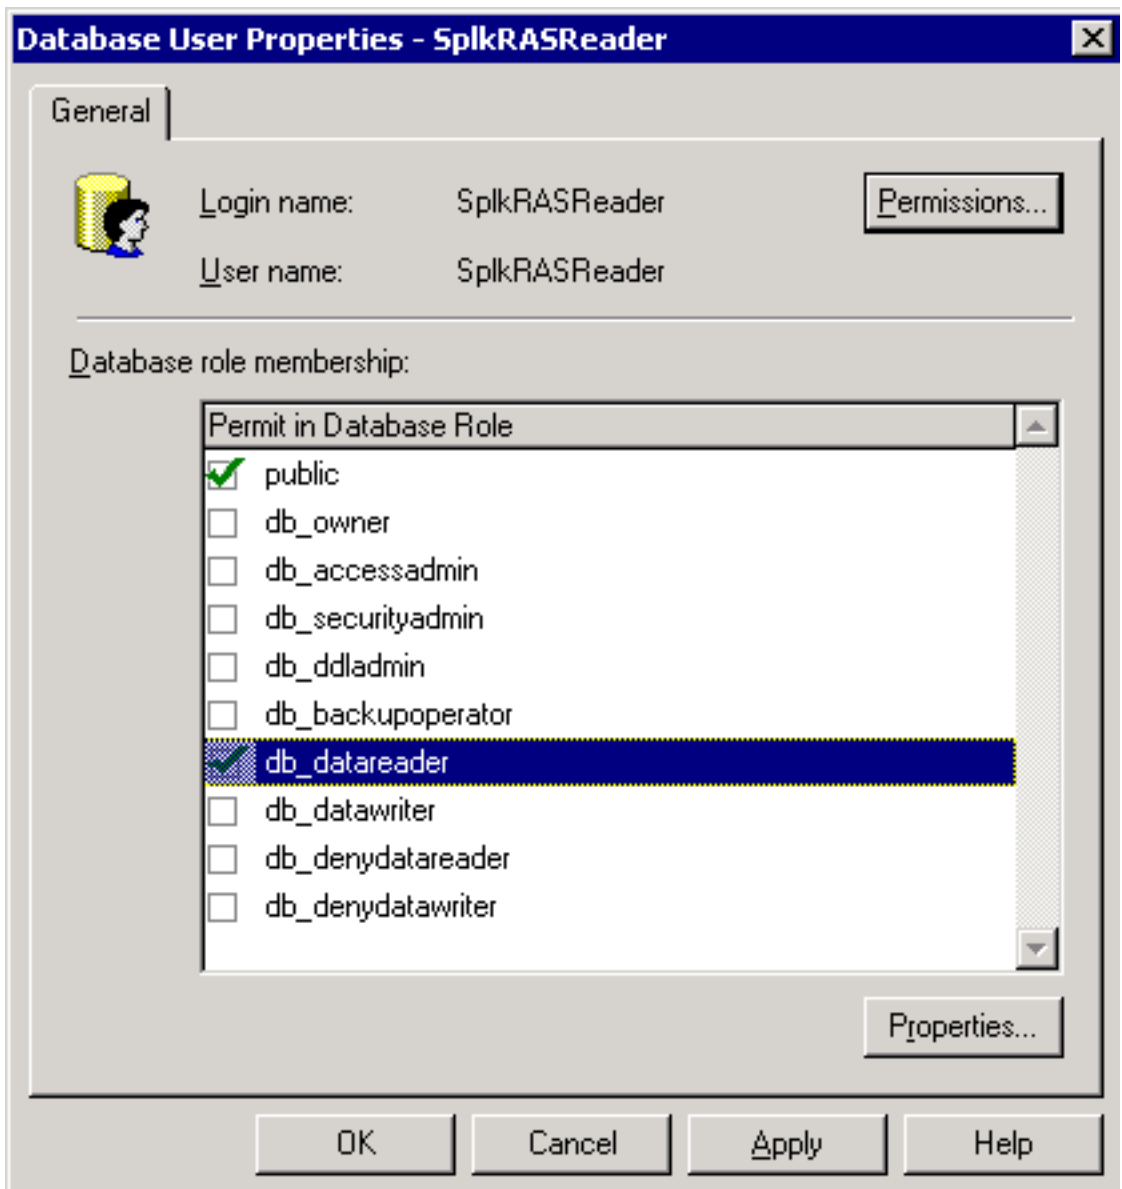 Database User Properties - SplkRASReader
General
Login name: SplkRASReader Permissions...
User name: SplkRASReader
Database role membership:
Permit in Database Role
public
db_owner
db_accessadmin
db_securityadmin
db_ddladmin
db_backupoperator
db_datareader
db_datawriter
db_denydatareader
db_denydatawriter
Properties...
OK Cancel Apply Help